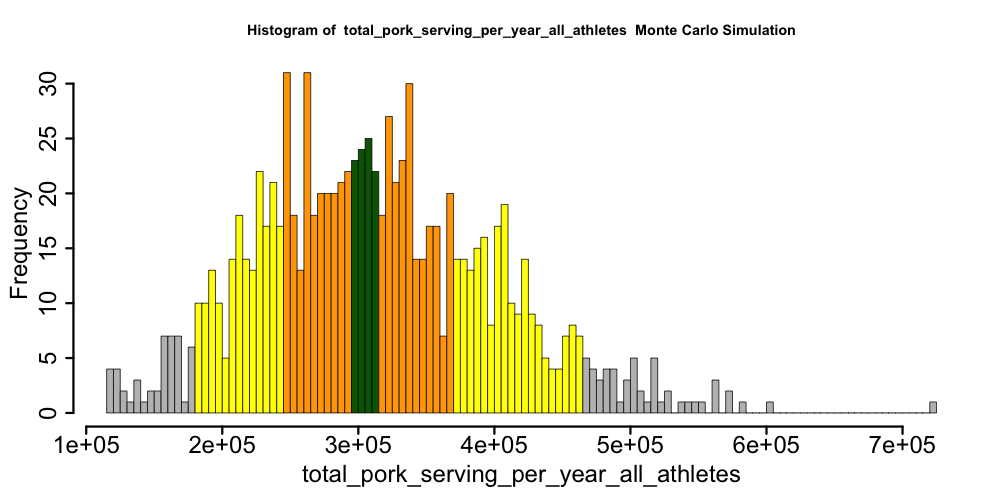 Histogram of  total_pork_serving_per_year_all_athletes  Monte Carlo Simulation
Frequency
30
25
20
15
10
5
0
1e+05 2e+05 3e+05 4e+05 5e+05 6e+05 7e+05
total_pork_serving_per_year_all_athletes